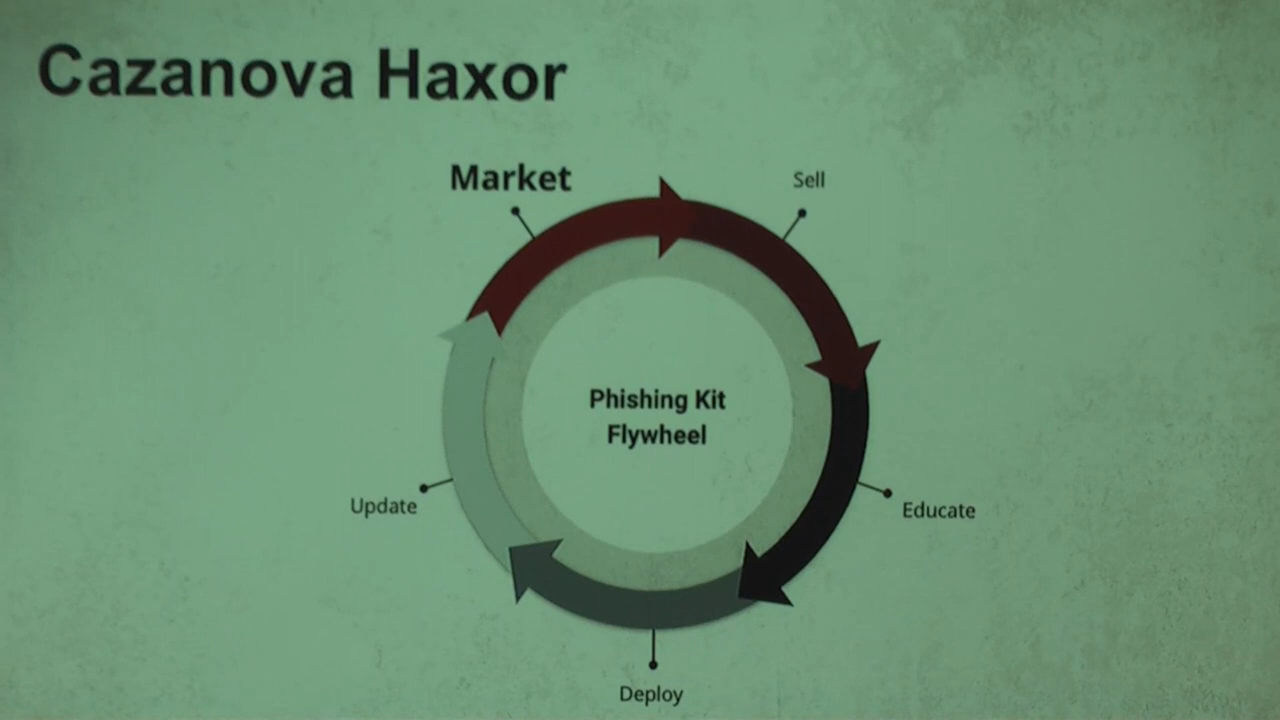 Cazanova Haxor
Market
Sell
Phishing Kit
Flywheel
Update
Educate
Deploy